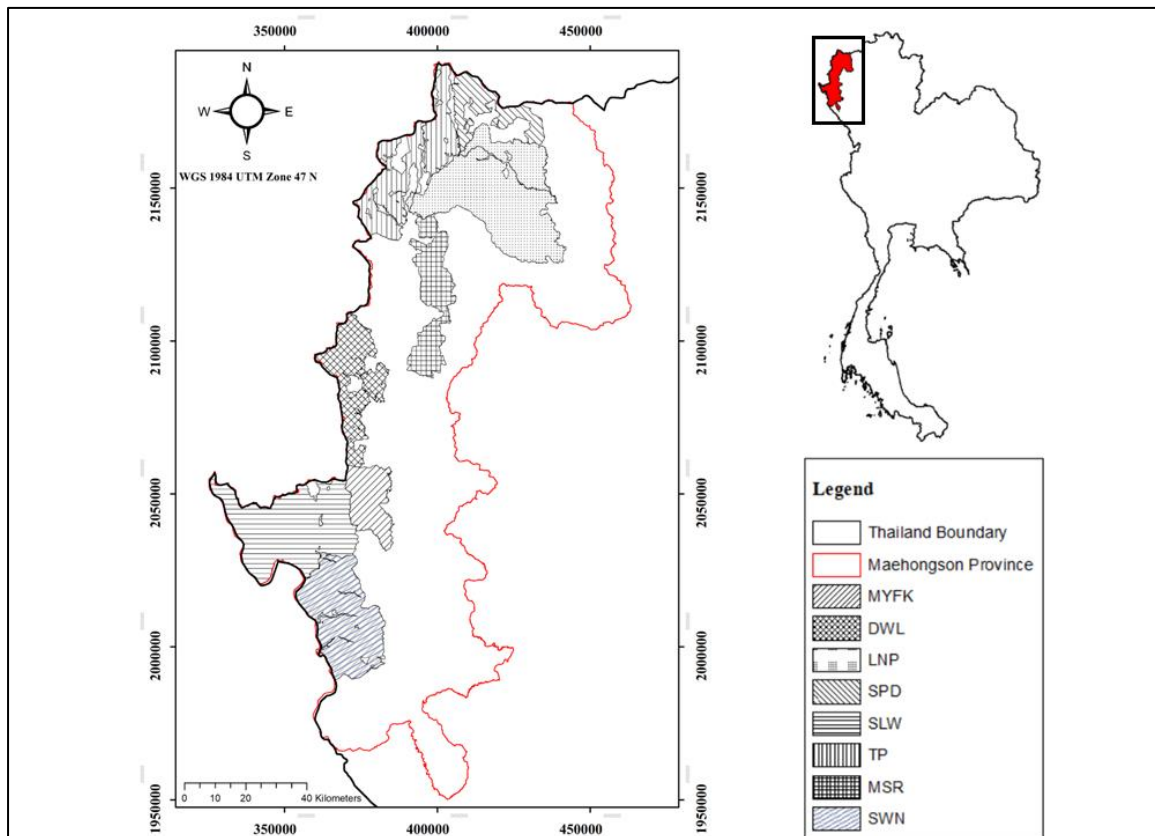 350000 400000 450000
N
W E
S
WGS 1984 UTM Zone 47 N
2150000 2150000
2100000 2100000
2050000 2050000
2000000 2000000
1950000 1950000
0 10 20 40 Kilometers
350000 400000 450000
Legend
Thailand Boundary
Maehongson Province
MYFK
DWL
LNP
SPD
SLW
TP
MSR
SWN